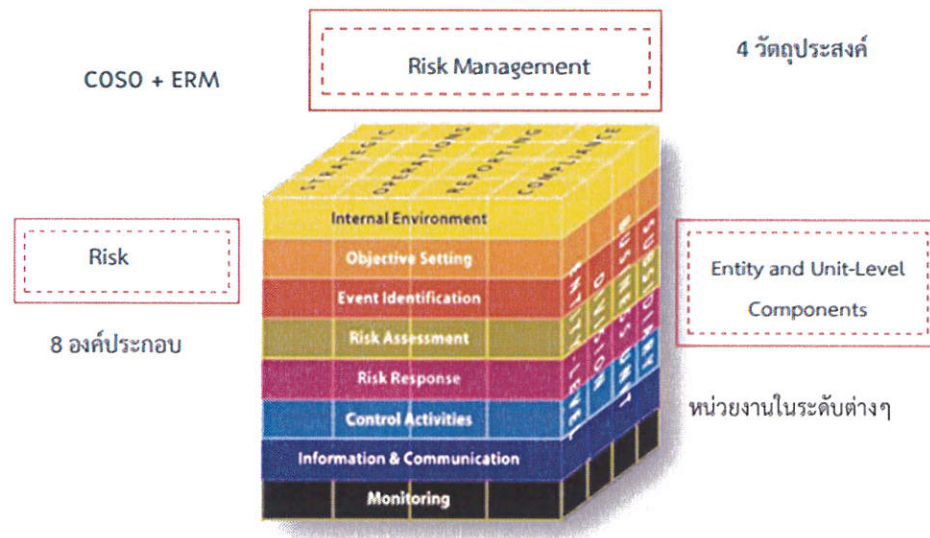 COSO + ERM
Risk Management
4 วัตถุประสงค์
STRATEGIC
OPERATIONS
REPORTING
COMPLIANCE
Risk
8 องค์ประกอบ
Internal Environment
Objective Setting
Event Identification
Risk Assessment
Risk Response
Control Activities
Information & Communication
Monitoring
ENTITY-LEVEL
DIVISION
BUSINESS UNIT
SUBSIDIARY
Entity and Unit-Level
Components
หน่วยงานในระดับต่างๆ